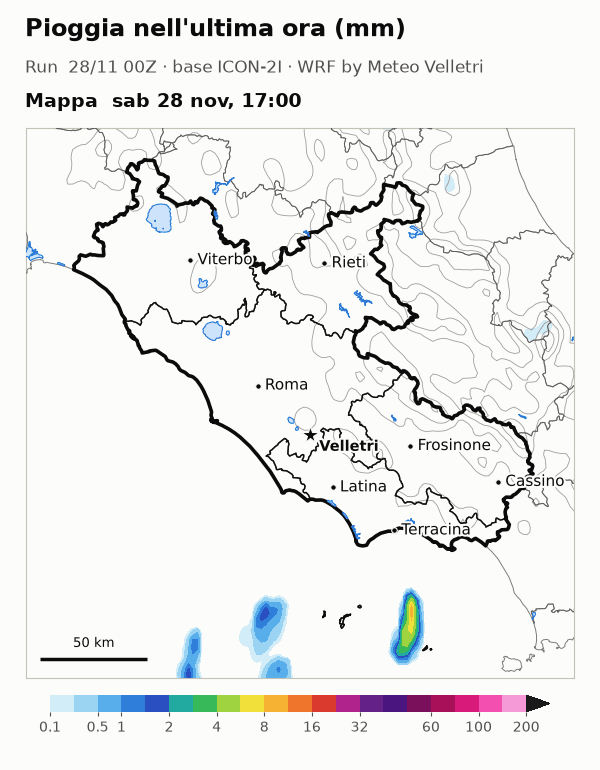 Pioggia nell'ultima ora (mm)
Run 28/11 00Z · base ICON-2I · WRF by Meteo Velletri
Mappa sab 28 nov, 17:00
Viterbo
Rieti
Roma
Velletri
Frosinone
Latina
Cassino
Terracina
50 km
0.1 0.5 1 2 4 8 16 32 60 100 200